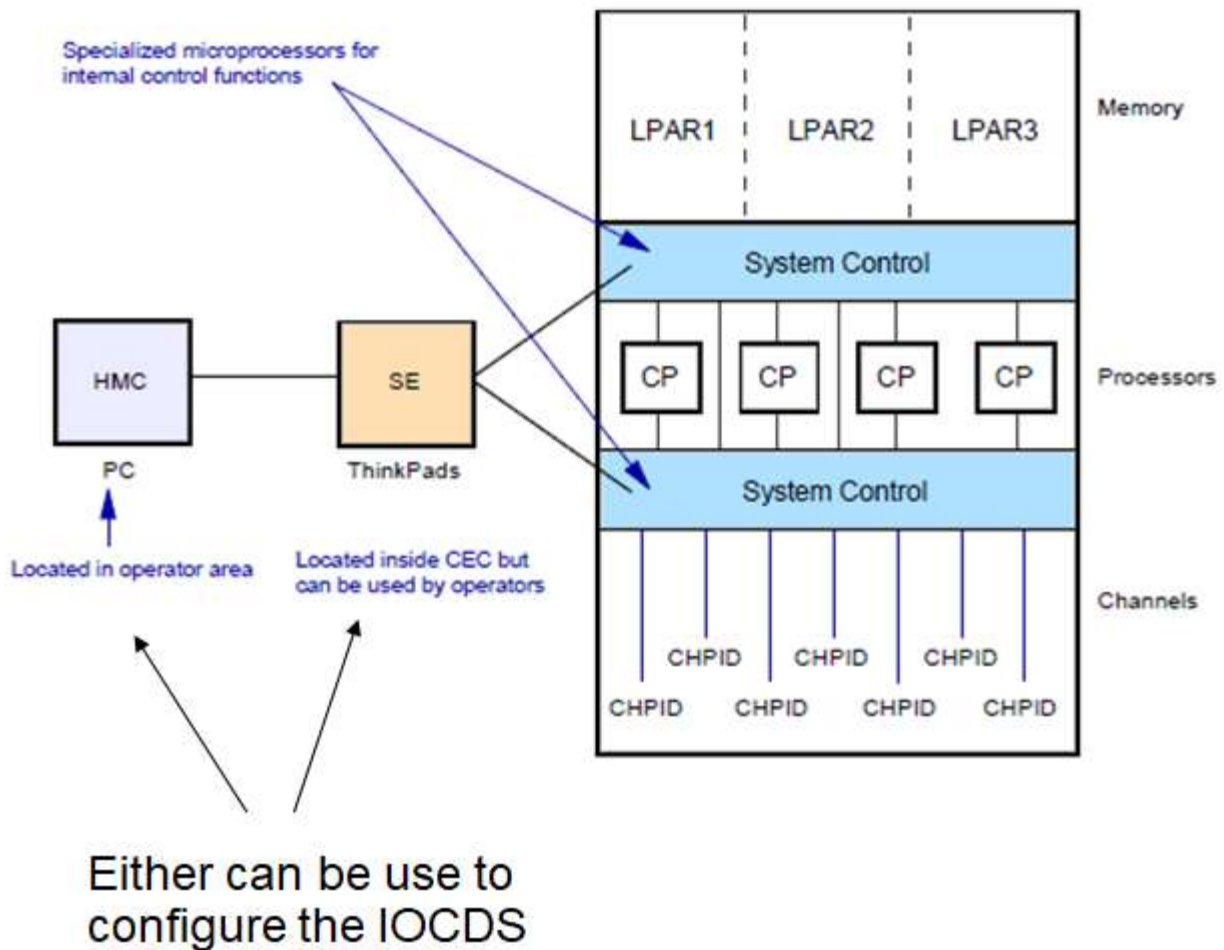 Specialized microprocessors for
internal control functions
LPAR1
LPAR2
LPAR3
Memory
System Control
HMC
PC
Located in operator area
SE
ThinkPads
Located inside CEC but
can be used by operators
CP
CP
CP
CP
Processors
System Control
Channels
CHPID
CHPID
CHPID
CHPID
CHPID
CHPID
CHPID
Either can be use to
configure the IOCDS